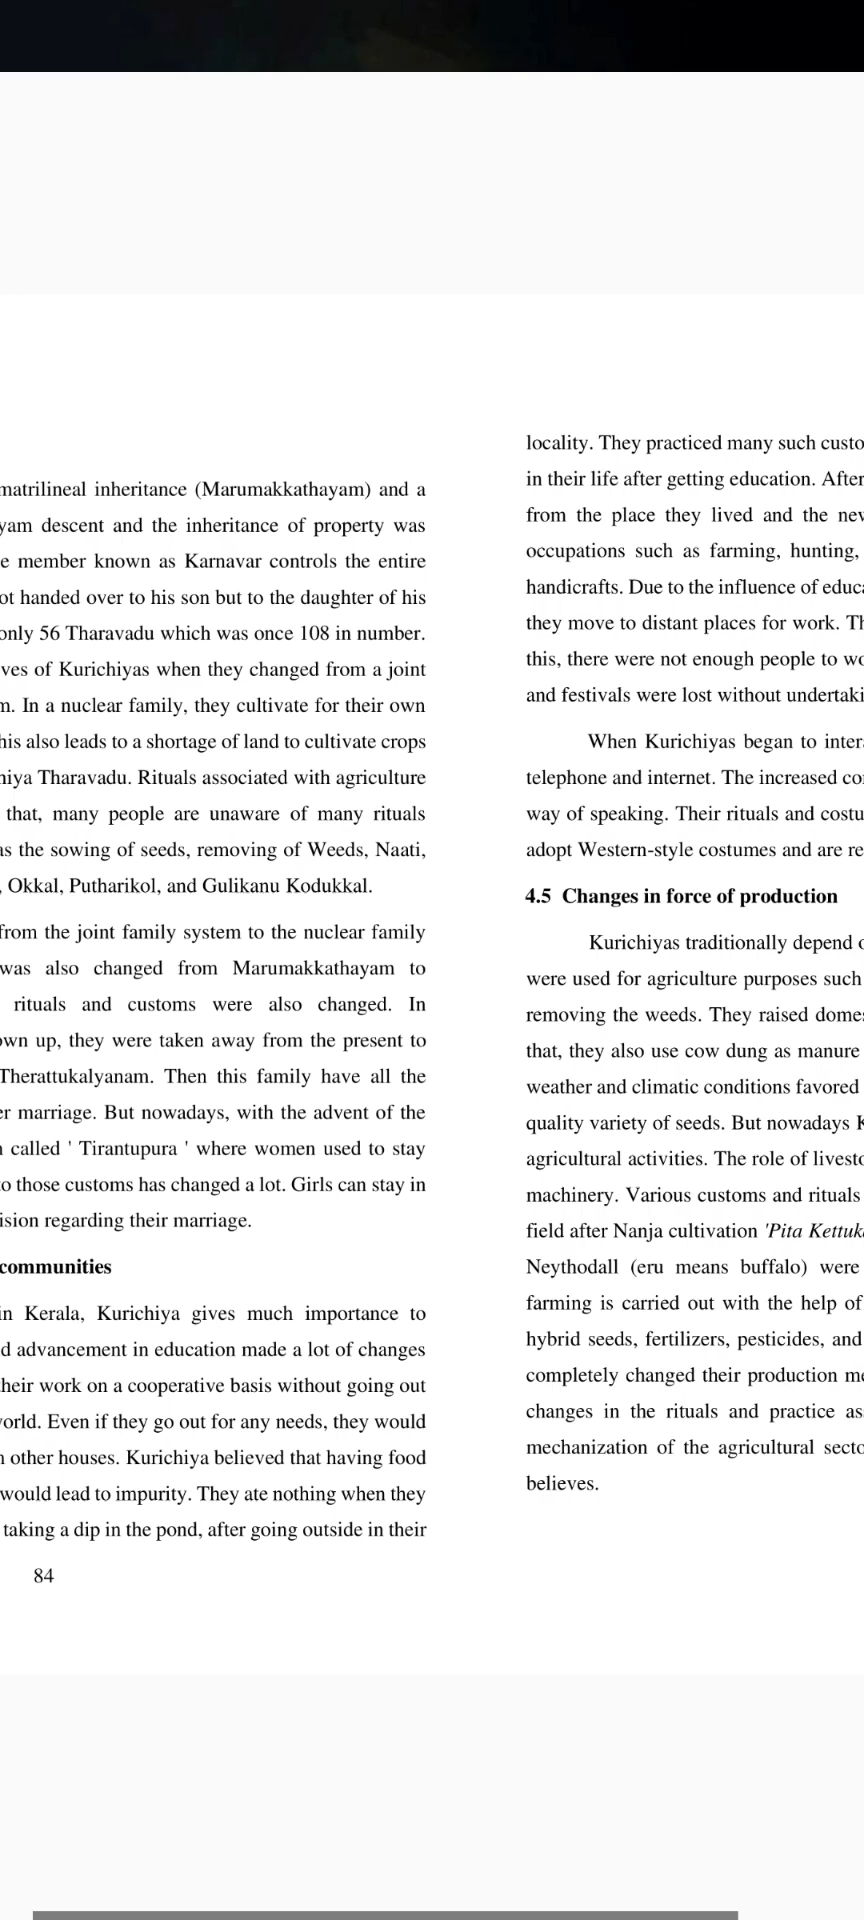 matrilineal inheritance (Marumakkathayam) and a
yam descent and the inheritance of property was
e member known as Karnavar controls the entire
ot handed over to his son but to the daughter of his
only 56 Tharavadu which was once 108 in number.
ves of Kurichiyas when they changed from a joint
m. In a nuclear family, they cultivate for their own
his also leads to a shortage of land to cultivate crops
hiya Tharavadu. Rituals associated with agriculture
that, many people are unaware of many rituals
as the sowing of seeds, removing of Weeds, Naati,
, Okkal, Putharikol, and Gulikanu Kodukkal.
from the joint family system to the nuclear family
was also changed from Marumakkathayam to
rituals and customs were also changed. In
own up, they were taken away from the present to
Therattukalyanam. Then this family have all the
er marriage. But nowadays, with the advent of the
n called ' Tirantupura ' where women used to stay
to those customs has changed a lot. Girls can stay in
ision regarding their marriage.
communities
in Kerala, Kurichiya gives much importance to
d advancement in education made a lot of changes
their work on a cooperative basis without going out
vorld. Even if they go out for any needs, they would
n other houses. Kurichiya believed that having food
would lead to impurity. They ate nothing when they
taking a dip in the pond, after going outside in their
84
locality. They practiced many such custo
in their life after getting education. After
from the place they lived and the new
occupations such as farming, hunting,
handicrafts. Due to the influence of educa
they move to distant places for work. Th
this, there were not enough people to wo
and festivals were lost without undertaki
When Kurichiyas began to intera
telephone and internet. The increased con
way of speaking. Their rituals and costu
adopt Western-style costumes and are re
4.5 Changes in force of production
Kurichiyas traditionally depend o
were used for agriculture purposes such
removing the weeds. They raised domes
that, they also use cow dung as manure
weather and climatic conditions favored
quality variety of seeds. But nowadays K
agricultural activities. The role of livesto
machinery. Various customs and rituals
field after Nanja cultivation 'Pita Kettuka
Neythodall (eru means buffalo) were
farming is carried out with the help of
hybrid seeds, fertilizers, pesticides, and
completely changed their production me
changes in the rituals and practice as
mechanization of the agricultural secto
believes.